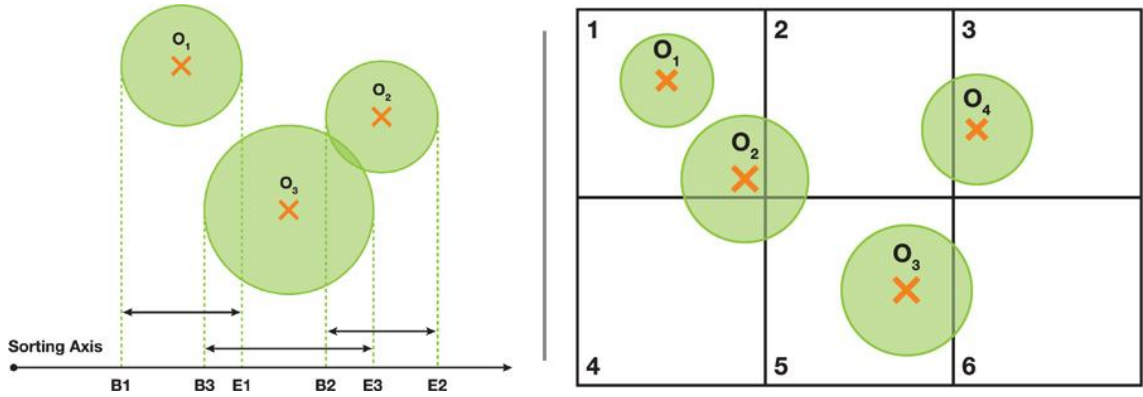 O₁
O₂
O₃
Sorting Axis
B1 B3 E1 B2 E3 E2
1 2 3
O₁
O₄
O₂
O₃
4 5 6